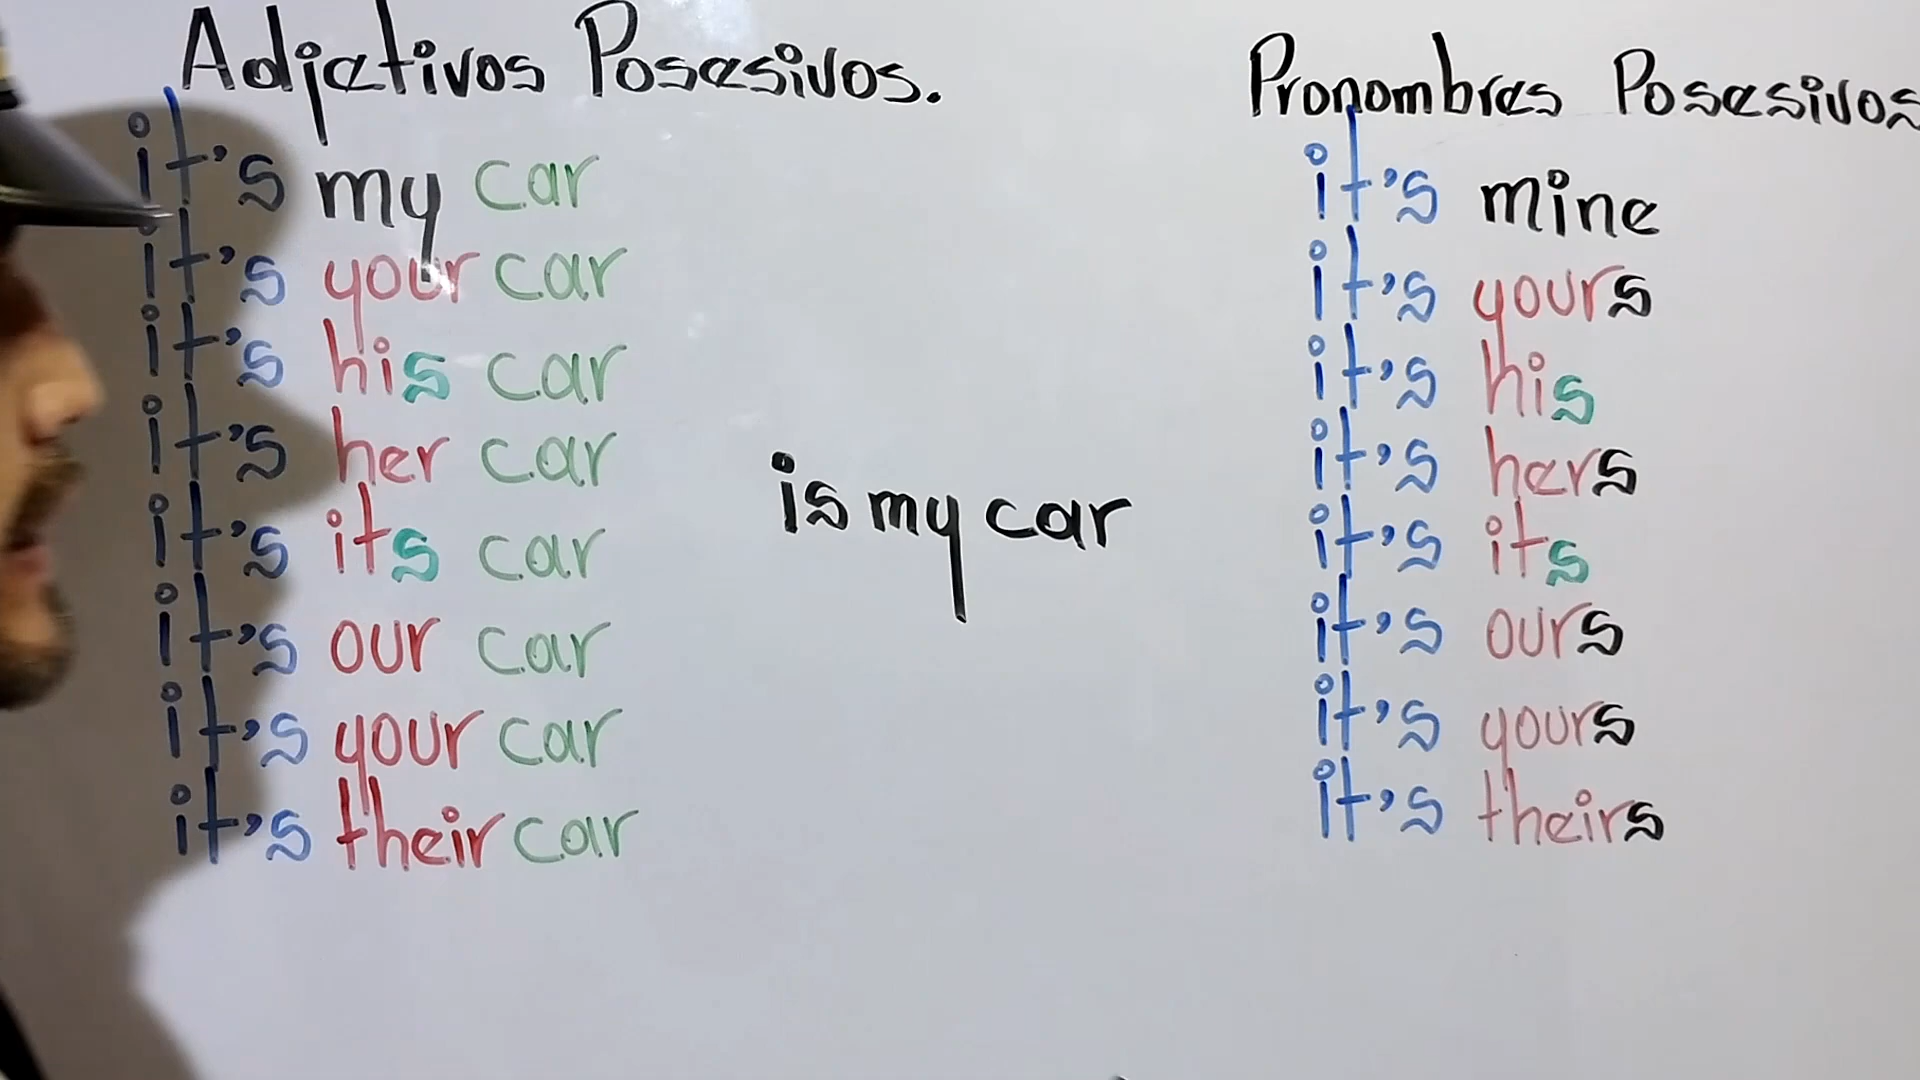 Adjetivos Posesivos.
it's my car
it's your car
it's his car
it's her car
it's its car
it's our car
it's your car
it's their car
is my car
Pronombres Posesivos
it's mine
it's yours
it's his
it's hers
it's its
it's ours
it's yours
it's theirs